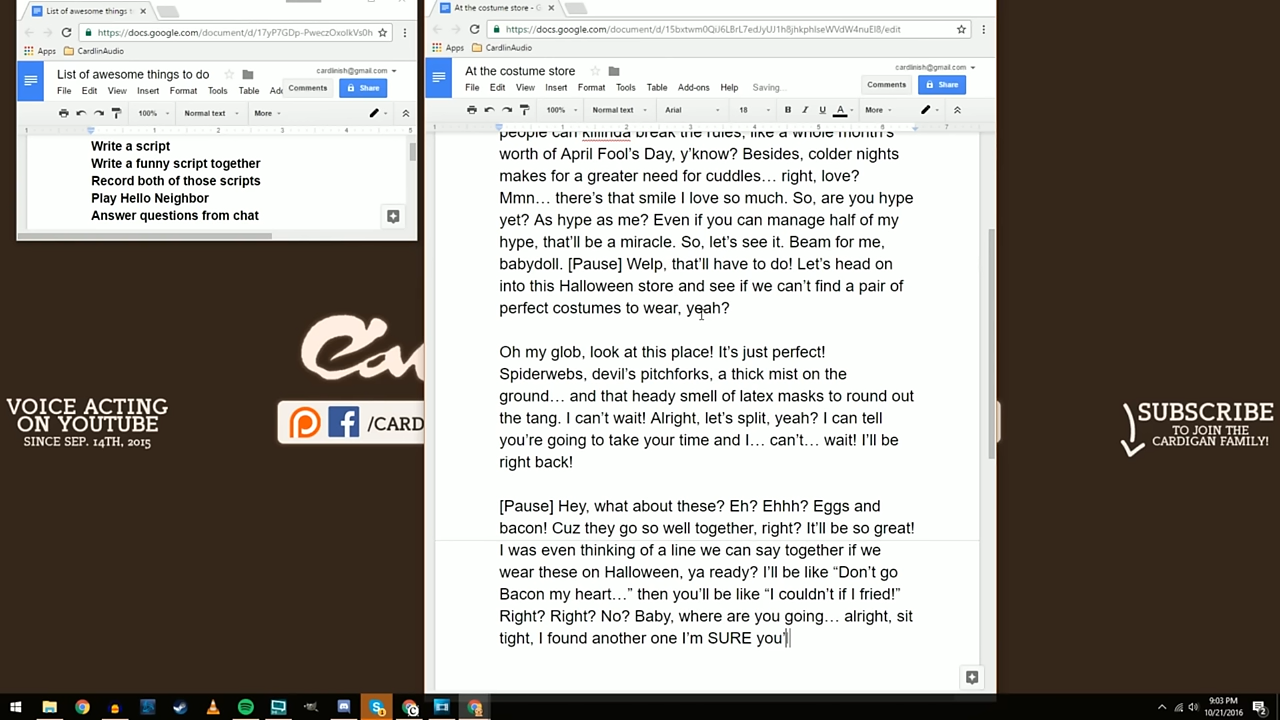 List of awesome things to do
https://docs.google.com/document/d/17yP7GDp-PweczOxolkVs0h
Apps
CardlinAudio
cardlinish@gmail.com
List of awesome things to do
Comments
Share
File Edit View Insert Format Tools Table
100% Normal text More
Write a script
Write a funny script together
Record both of those scripts
Play Hello Neighbor
Answer questions from chat
At the costume store - G
https://docs.google.com/document/d/15bxtwm0QU6LBrL7edJyUJ1h8jhkphlseWVdW4nuEl8/edit
Apps
CardlinAudio
cardlinish@gmail.com
At the costume store
Comments
Share
File Edit View Insert Format Tools Table Add-ons Help Saving...
100% Normal text Arial 18 B I U A More
people can killinda break the rules, like a whole month's
worth of April Fool's Day, y'know? Besides, colder nights
makes for a greater need for cuddles… right, love?
Mmn… there's that smile I love so much. So, are you hype
yet? As hype as me? Even if you can manage half of my
hype, that'll be a miracle. So, let's see it. Beam for me,
babydoll. [Pause] Welp, that'll have to do! Let's head on
into this Halloween store and see if we can't find a pair of
perfect costumes to wear, yeah?
Oh my glob, look at this place! It's just perfect!
Spiderwebs, devil's pitchforks, a thick mist on the
ground… and that heady smell of latex masks to round out
the tang. I can't wait! Alright, let's split, yeah? I can tell
you're going to take your time and I… can't… wait! I'll be
right back!
[Pause] Hey, what about these? Eh? Ehhh? Eggs and
bacon! Cuz they go so well together, right? It'll be so great!
I was even thinking of a line we can say together if we
wear these on Halloween, ya ready? I'll be like “Don't go
Bacon my heart…” then you'll be like “I couldn't if I fried!”
Right? Right? No? Baby, where are you going… alright, sit
tight, I found another one I'm SURE you'
VOICE ACTING
ON YOUTUBE
SINCE SEP. 14TH, 2015
/CARD
SUBSCRIBE
TO JOIN THE
CARDIGAN FAMILY!
9:03 PM
10/21/2016